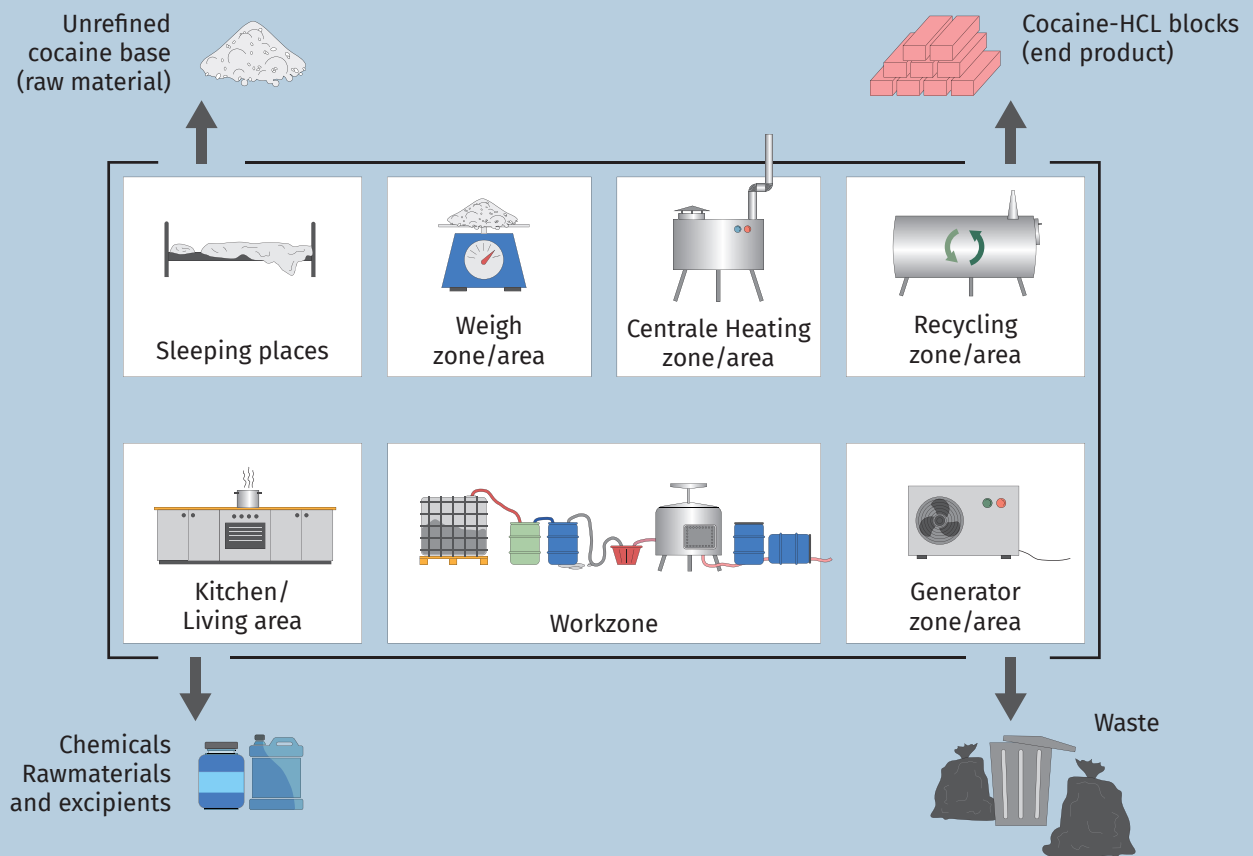 Unrefined
cocaine base
(raw material)
Cocaine-HCL blocks
(end product)
Sleeping places
Weigh
zone/area
Centrale Heating
zone/area
Recycling
zone/area
Kitchen/
Living area
Workzone
Generator
zone/area
Chemicals
Rawmaterials
and excipients
Waste